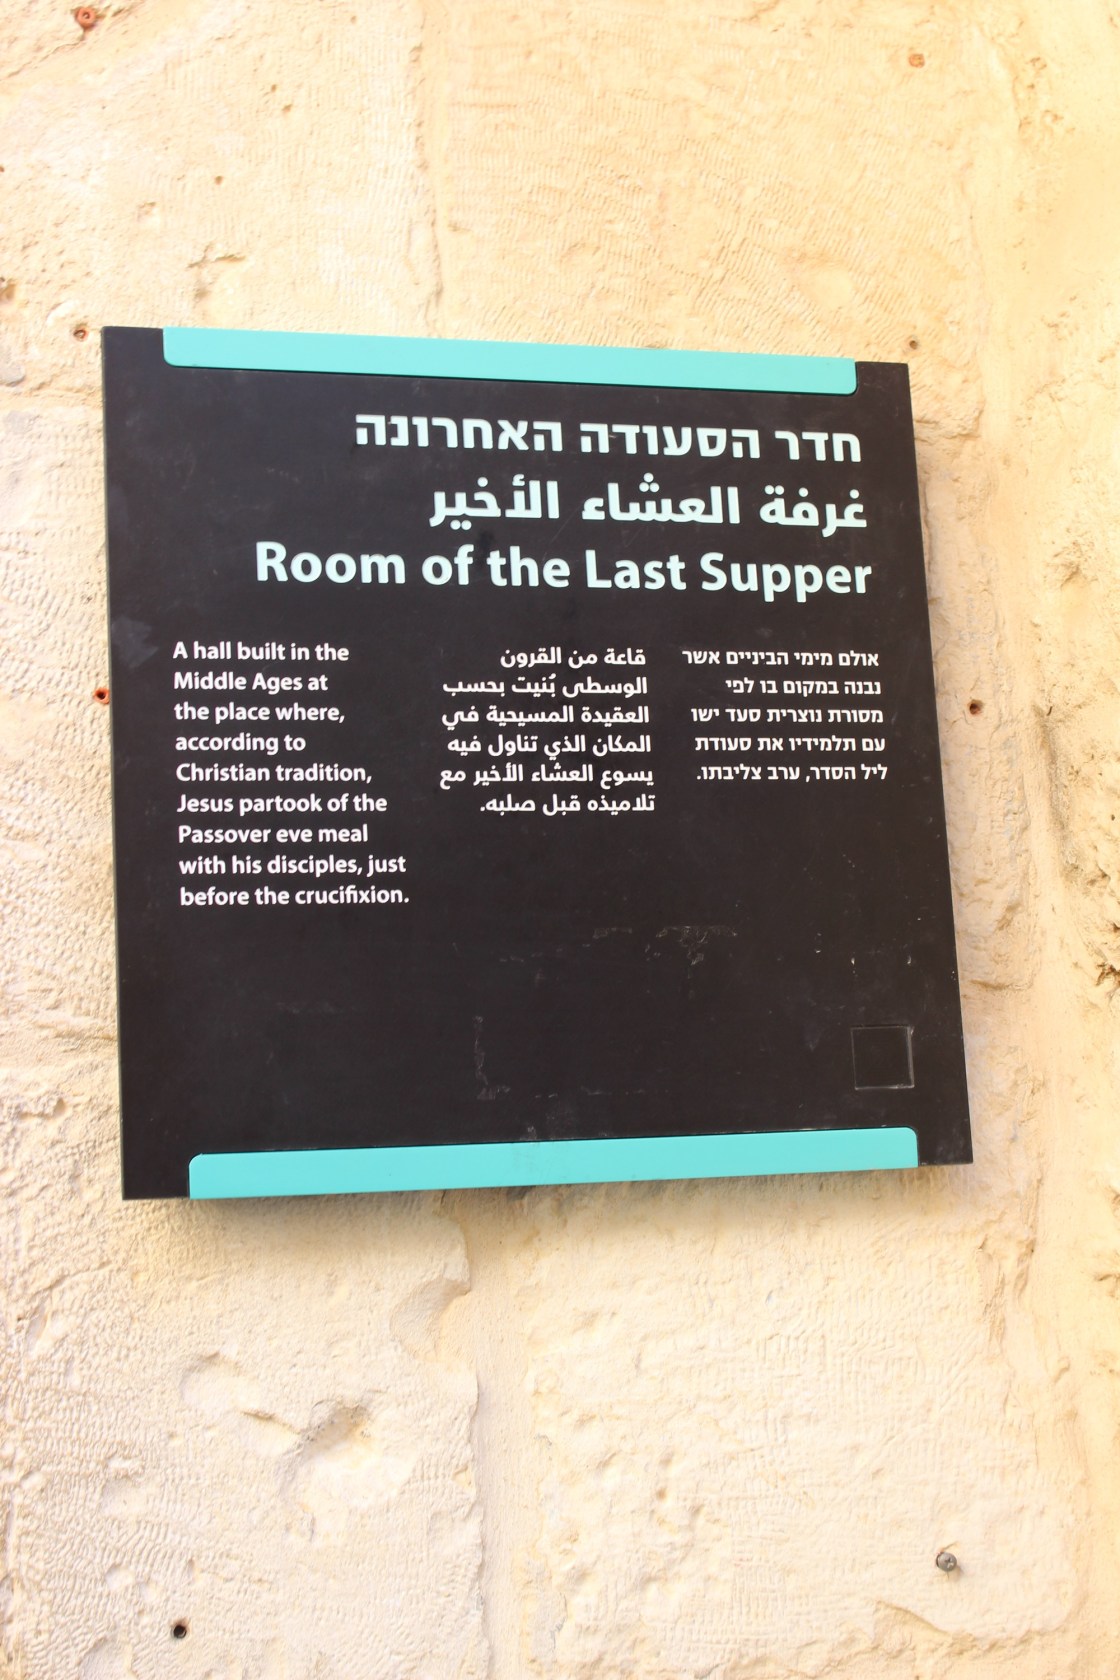 חדר הסעודה האחרונה
غرفة العشاء الأخير
Room of the Last Supper
אולם מימי הביניים אשר
נבנה במקום בו לפי
מסורת נוצרית סעד ישו
עם תלמידיו את סעודת
ליל הסדר, ערב צליבתו.
قاعة من القرون
الوسطى بُنيت بحسب
العقيدة المسيحية في
المكان الذي تناول فيه
يسوع العشاء الأخير مع
تلاميذه قبل صلبه.
A hall built in the
Middle Ages at
the place where,
according to
Christian tradition,
Jesus partook of the
Passover eve meal
with his disciples, just
before the crucifixion.